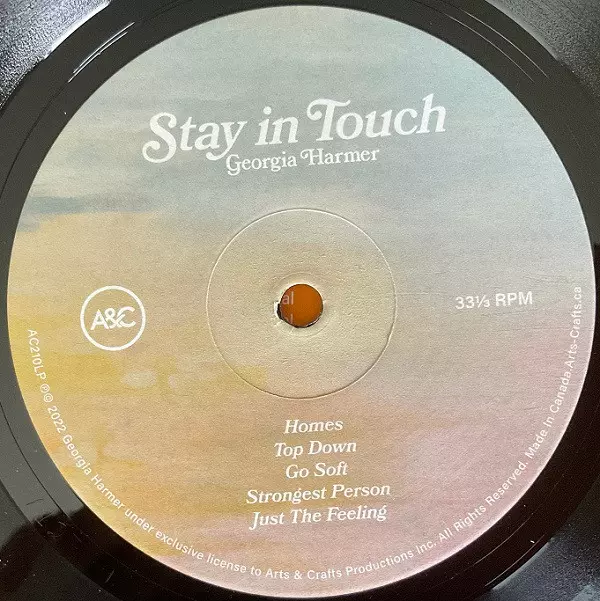 Stay in Touch
Georgia Harmer
A&C
33⅓ RPM
Homes
Top Down
Go Soft
Strongest Person
Just The Feeling
AC210LP ℗© 2022 Georgia Harmer under exclusive license to Arts & Crafts Productions Inc. All Rights Reserved. Made in Canada Arts-Crafts.ca